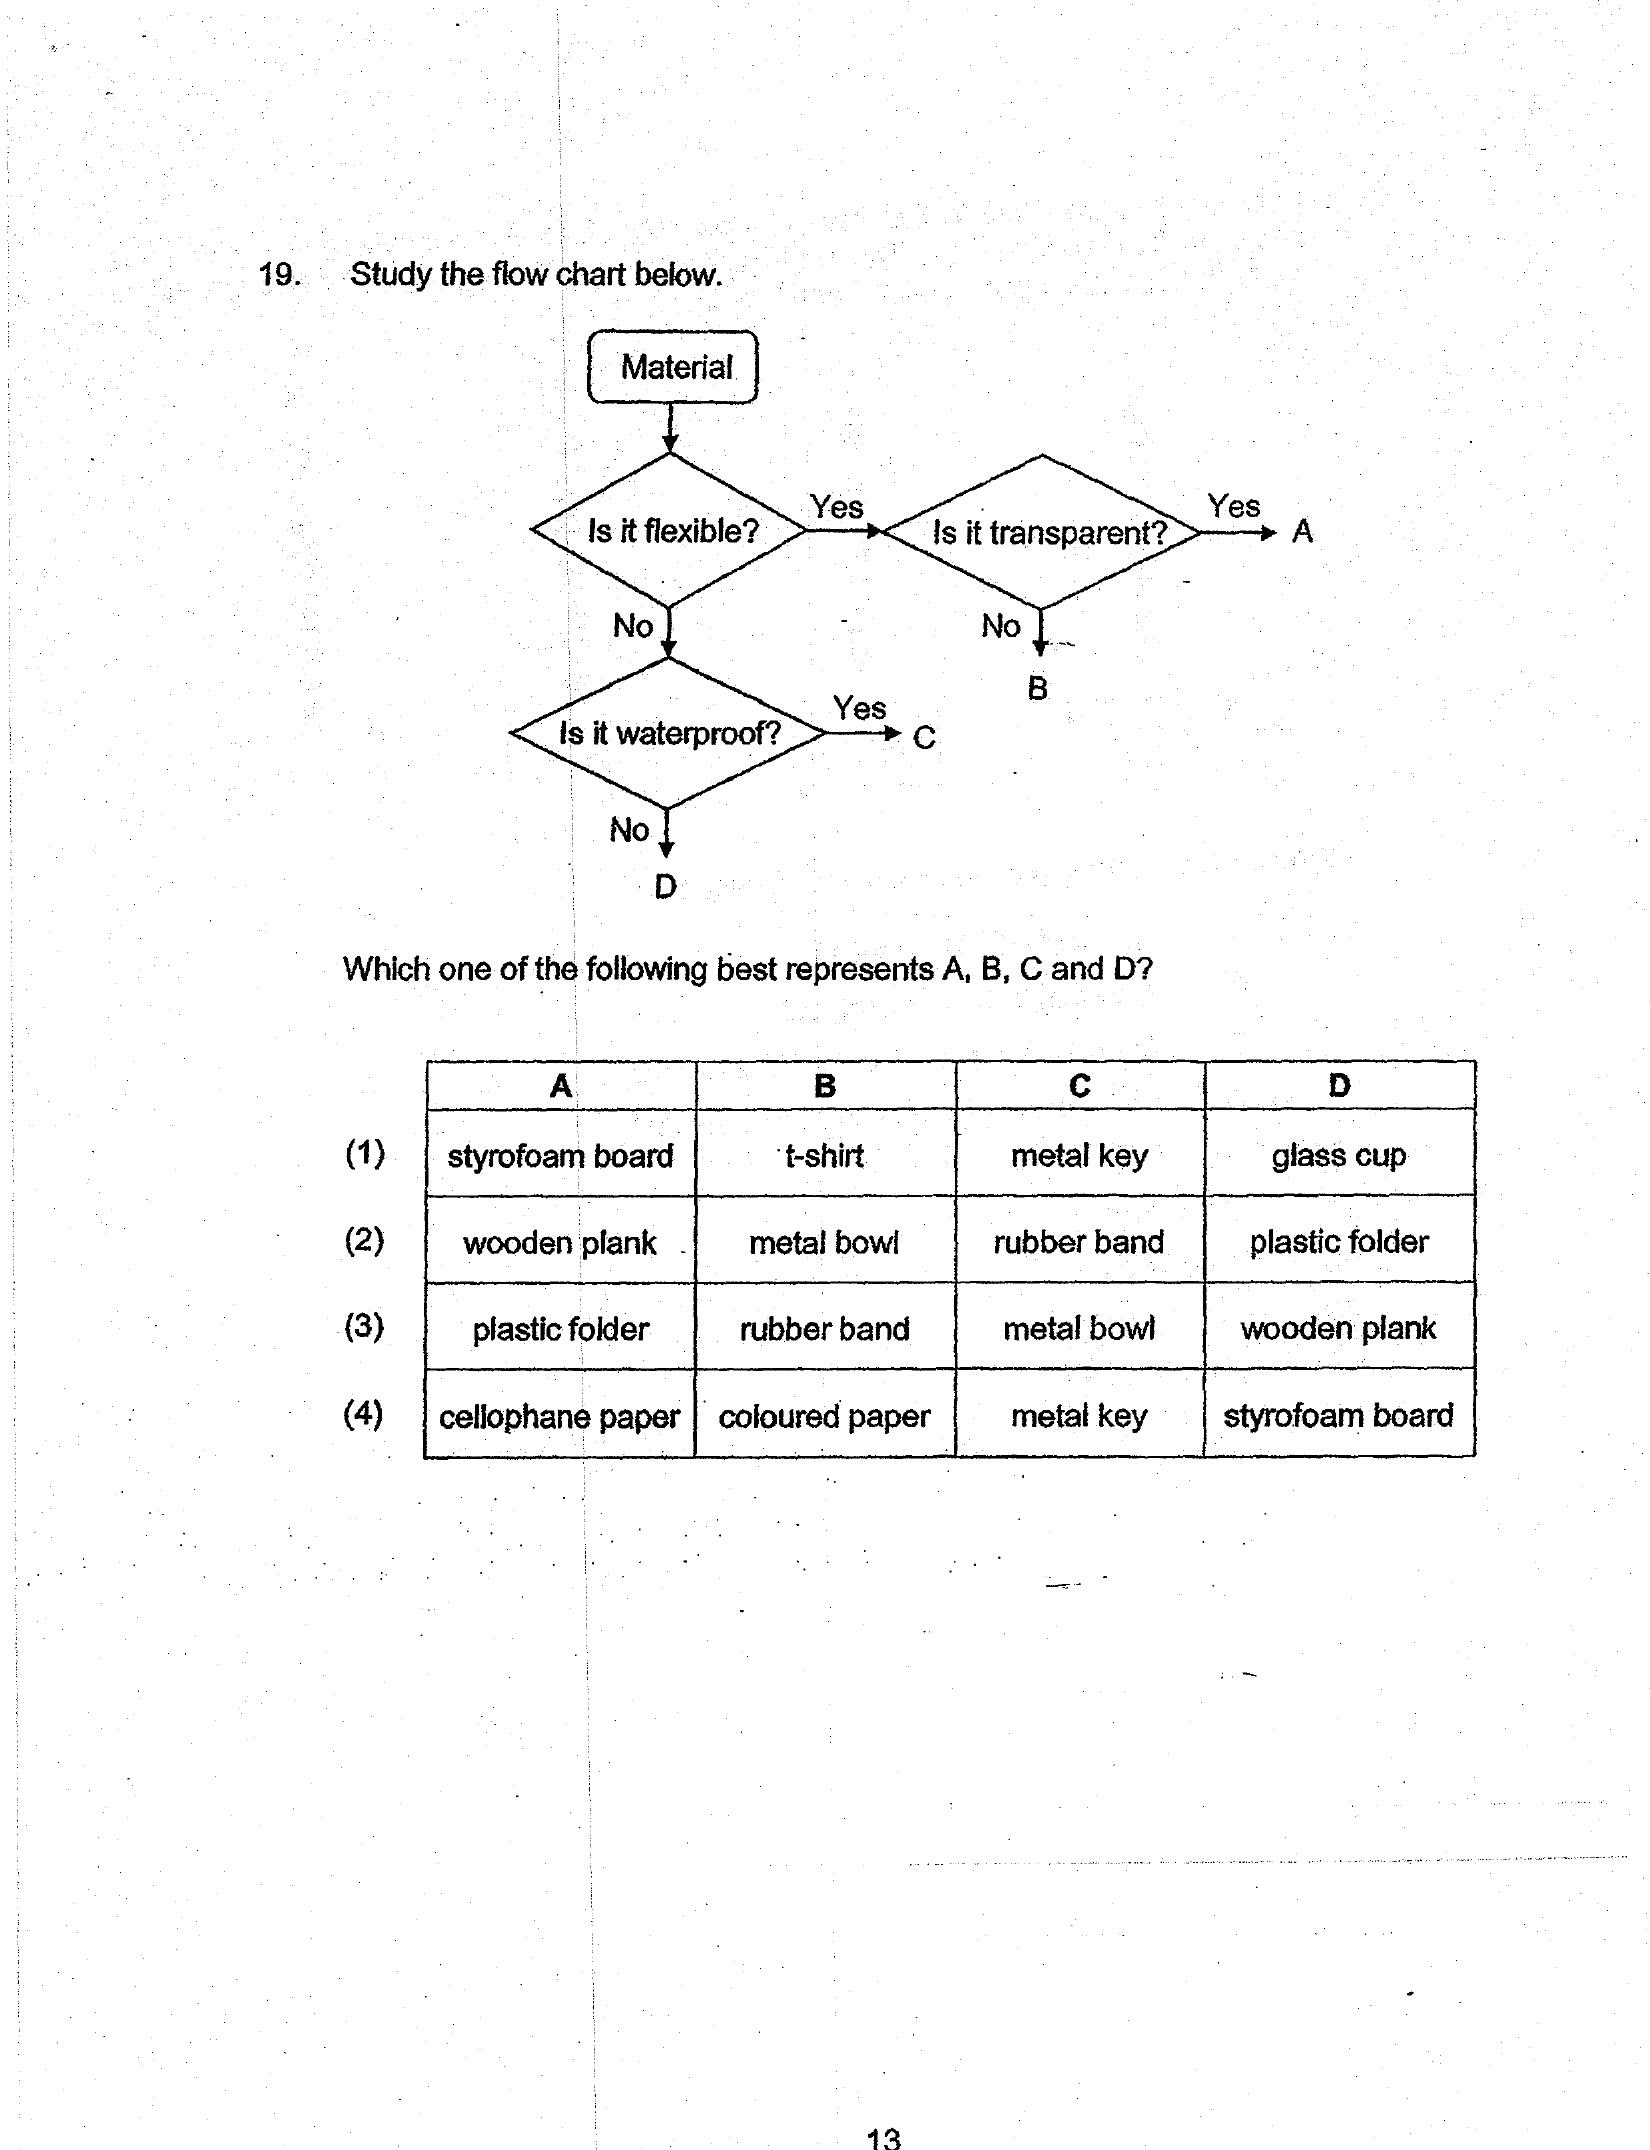 19. Study the flow chart below.
Material
Is it flexible?
Yes
Is it transparent?
Yes
A
No
No
B
Is it waterproof?
Yes
C
No
D
Which one of the following best represents A, B, C and D?
A B C D
(1) styrofoam board t-shirt metal key glass cup
(2) wooden plank metal bowl rubber band plastic folder
(3) plastic folder rubber band metal bowl wooden plank
(4) cellophane paper coloured paper metal key styrofoam board
13